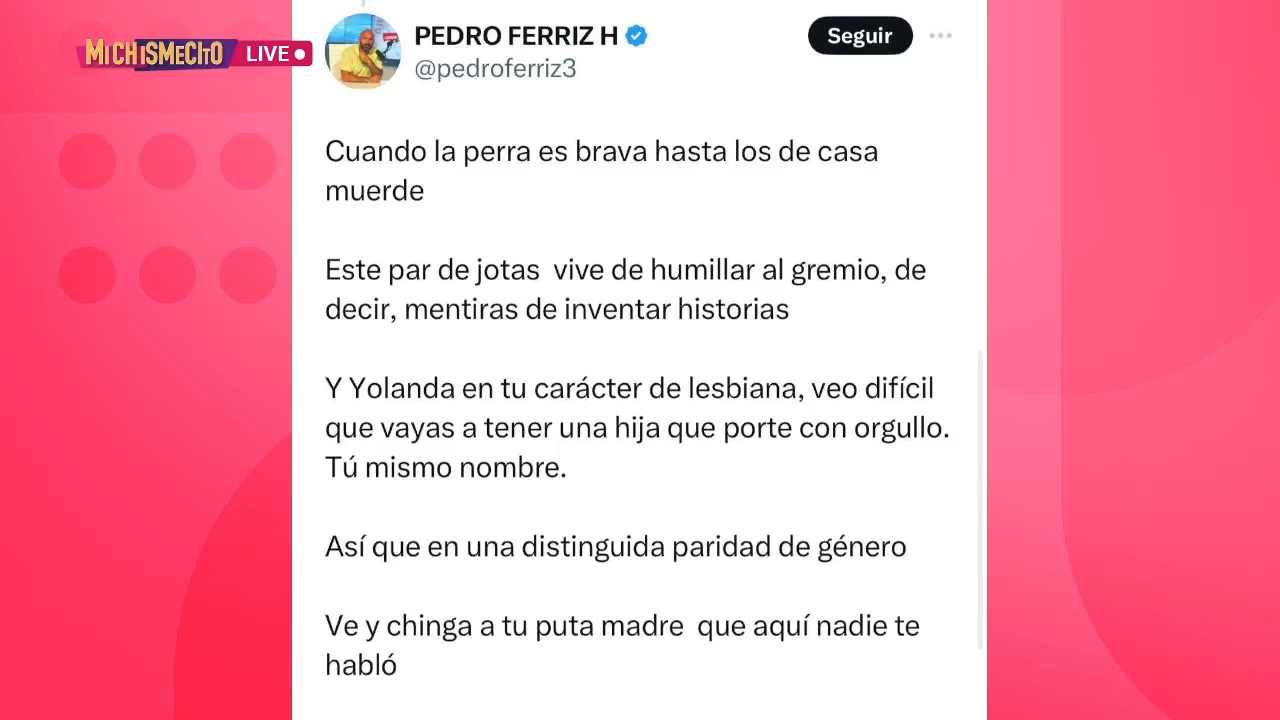 MICHISMECITO LIVE
PEDRO FERRIZ H
@pedroferriz3
Seguir
Cuando la perra es brava hasta los de casa
muerde
Este par de jotas  vive de humillar al gremio, de
decir, mentiras de inventar historias
Y Yolanda en tu carácter de lesbiana, veo difícil
que vayas a tener una hija que porte con orgullo.
Tú mismo nombre.
Así que en una distinguida paridad de género
Ve y chinga a tu puta madre  que aquí nadie te
habló